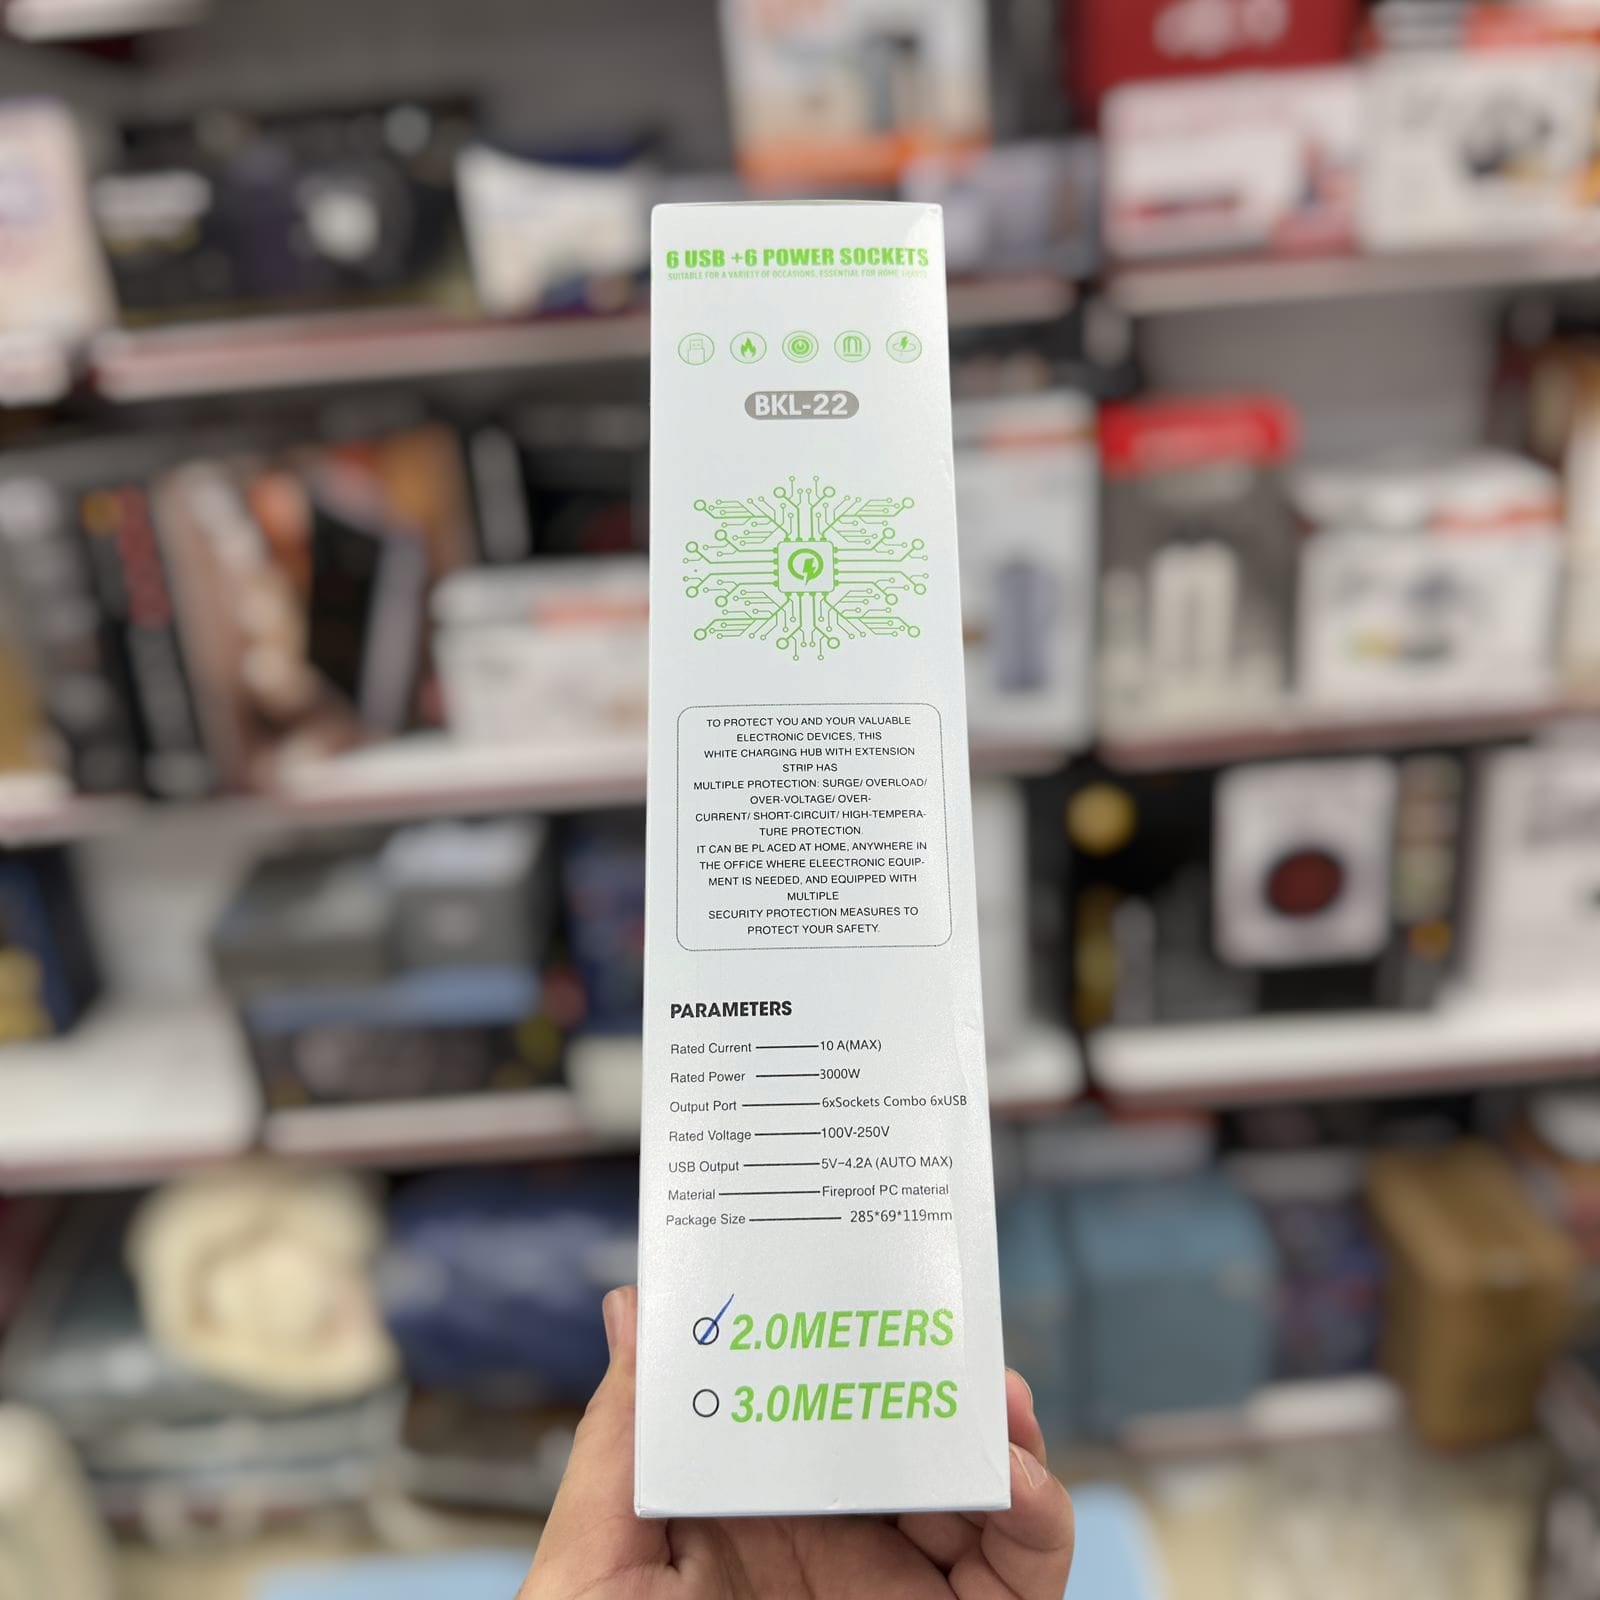 6 USB +6 POWER SOCKETS
SUITABLE FOR A VARIETY OF OCCASIONS, ESSENTIAL FOR HOME
BKL-22
TO PROTECT YOU AND YOUR VALUABLE
ELECTRONIC DEVICES, THIS
WHITE CHARGING HUB WITH EXTENSION
STRIP HAS
MULTIPLE PROTECTION: SURGE/ OVERLOAD/
OVER-VOLTAGE/ OVER-
CURRENT/ SHORT-CIRCUIT/ HIGH-TEMPERA-
TURE PROTECTION.
IT CAN BE PLACED AT HOME, ANYWHERE IN
THE OFFICE WHERE ELEECTRONIC EQUIP-
MENT IS NEEDED, AND EQUIPPED WITH
MULTIPLE
SECURITY PROTECTION MEASURES TO
PROTECT YOUR SAFETY.
PARAMETERS
Rated Current 10 A(MAX)
Rated Power 3000W
Output Port 6xSockets Combo 6xUSB
Rated Voltage 100V-250V
USB Output 5V-4.2A (AUTO MAX)
Material Fireproof PC material
Package Size 285*69*119mm
2.0METERS
3.0METERS